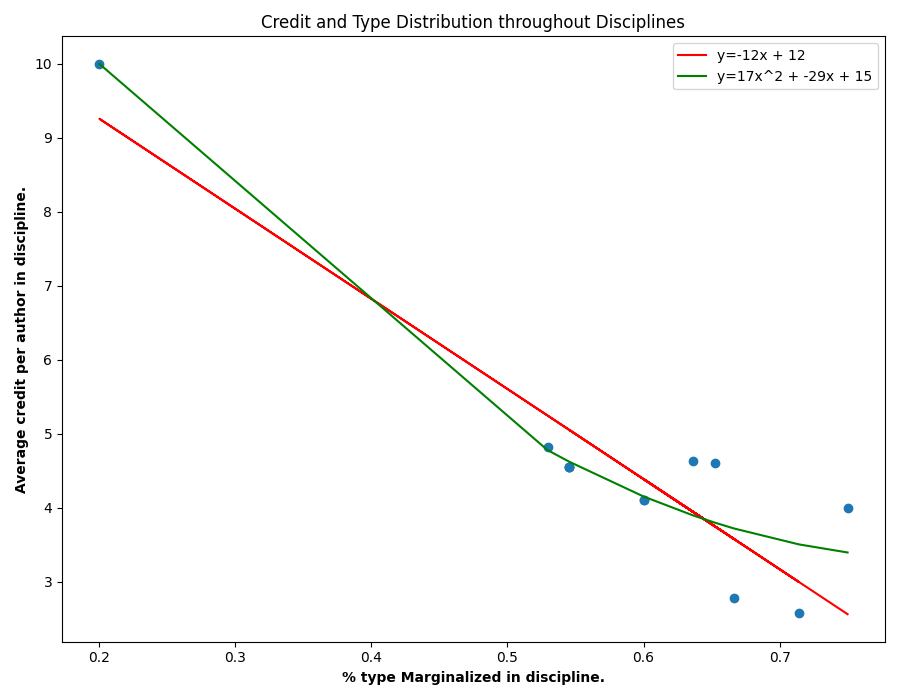 Credit and Type Distribution throughout Disciplines
y=-12x + 12
y=17x^2 + -29x + 15
Average credit per author in discipline.
10
9
8
7
6
5
4
3
0.2
0.3
0.4
0.5
0.6
0.7
% type Marginalized in discipline.